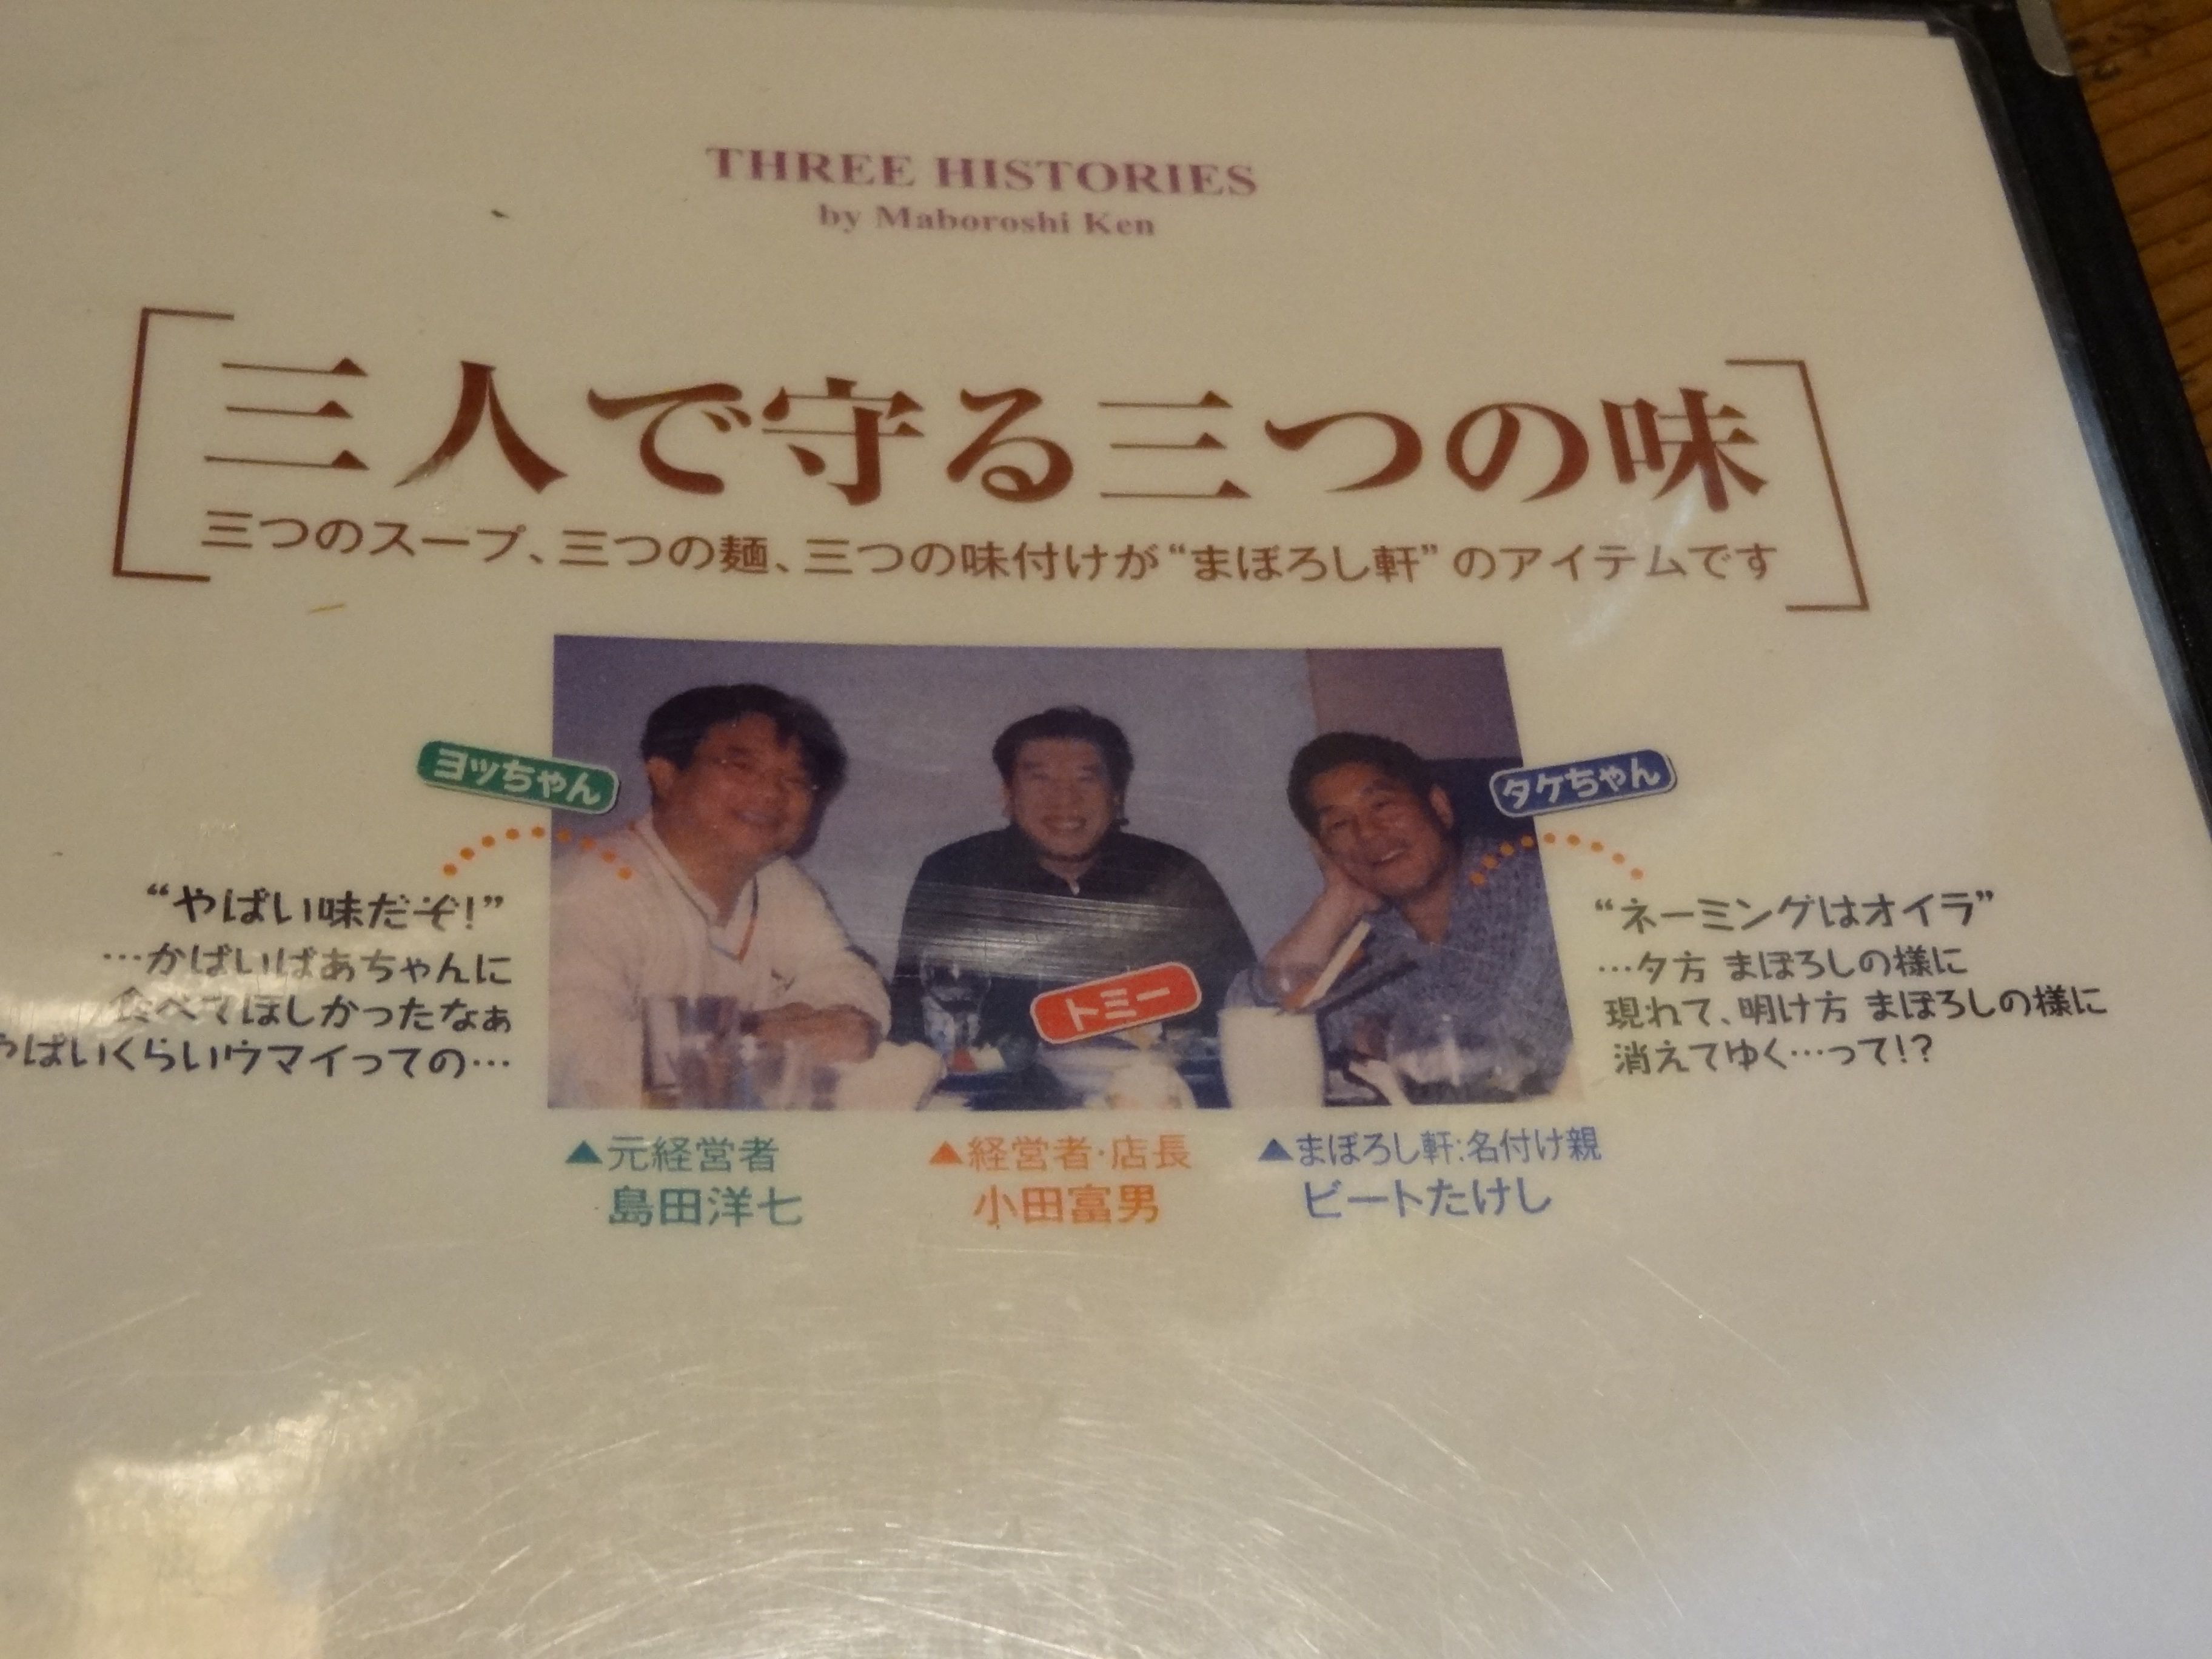 THREE HISTORIES
by Maboroshi Ken
三人で守る三つの味
三つのスープ、三つの麺、三つの味付けが“まぼろし軒”のアイテムです
ヨッちゃん
“やばい味だぞ!”
…がばいばあちゃんに
食べてほしかったなぁ
やばいくらいウマイっての…
トミー
タケちゃん
“ネーミングはオイラ”
…夕方 まぼろしの様に
現れて、明け方 まぼろしの様に
消えてゆく…って!?
▲元経営者
島田洋七
▲経営者・店長
小田富男
▲まぼろし軒:名付け親
ビートたけし